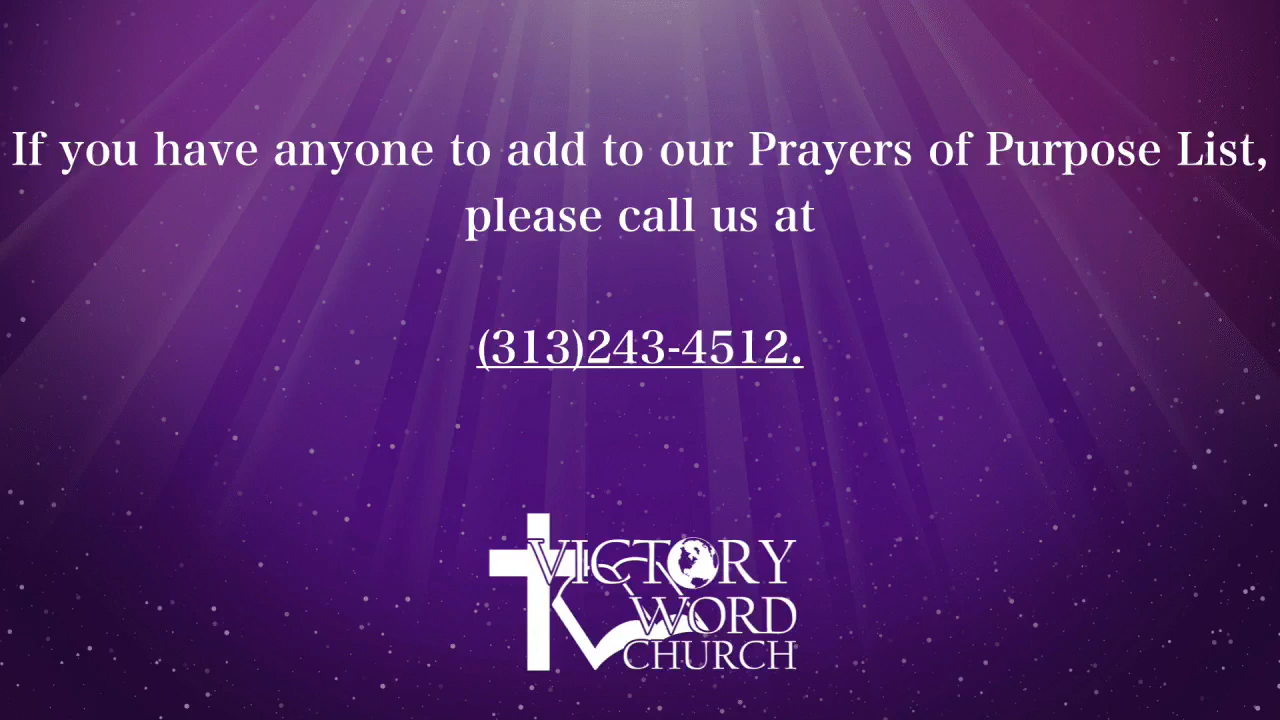 If you have anyone to add to our Prayers of Purpose List,
please call us at
(313)243-4512.
VICTORY
WORD
CHURCH